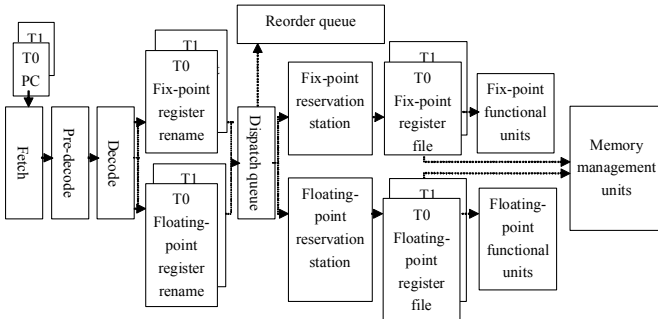 Reorder queue
T1
T0
PC
Fetch
Pre-decode
Decode
T1
T0
Fix-point
register
rename
T1
T0
Floating-
point
register
rename
Dispatch queue
Fix-point
reservation
station
Floating-
point
reservation
station
T1
T0
Fix-point
register
file
T1
T0
Floating-
point
register
file
Fix-point
functional
units
Floating-
point
functional
units
Memory
management
units